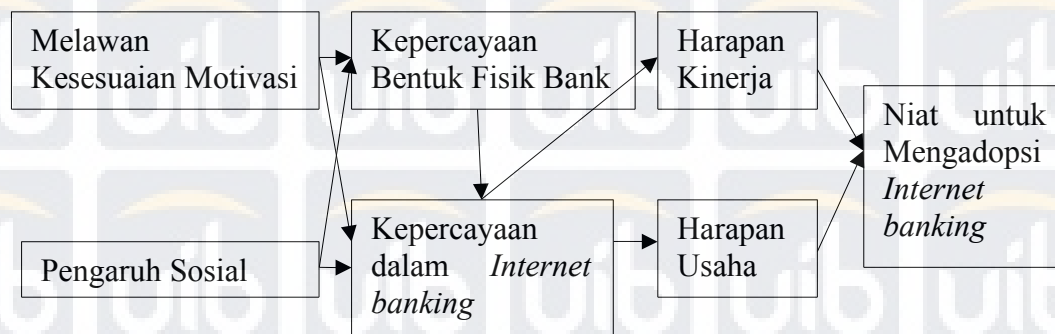 Melawan
Kesesuaian Motivasi
Kepercayaan
Bentuk Fisik Bank
Harapan
Kinerja
Niat untuk
Mengadopsi
Internet
banking
Pengaruh Sosial
Kepercayaan
dalam Internet
banking
Harapan
Usaha
uib